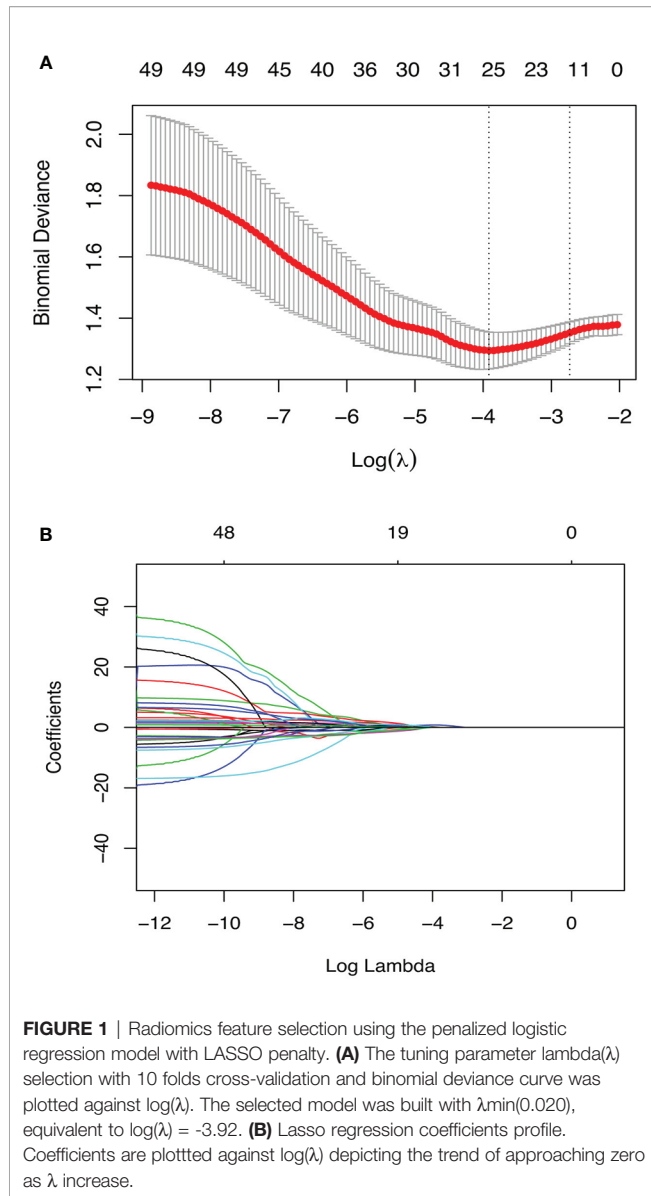 A
49 49 49 45 40 36 30 31 25 23 11 0
Binomial Deviance
2.0
1.8
1.6
1.4
1.2
−9 −8 −7 −6 −5 −4 −3 −2
Log(λ)
B
48 19 0
Coefficients
40
20
0
−20
−40
−12 −10 −8 −6 −4 −2 0
Log Lambda
FIGURE 1 | Radiomics feature selection using the penalized logistic
regression model with LASSO penalty. (A) The tuning parameter lambda(λ)
selection with 10 folds cross-validation and binomial deviance curve was
plotted against log(λ). The selected model was built with λmin(0.020),
equivalent to log(λ) = -3.92. (B) Lasso regression coefficients profile.
Coefficients are plottted against log(λ) depicting the trend of approaching zero
as λ increase.